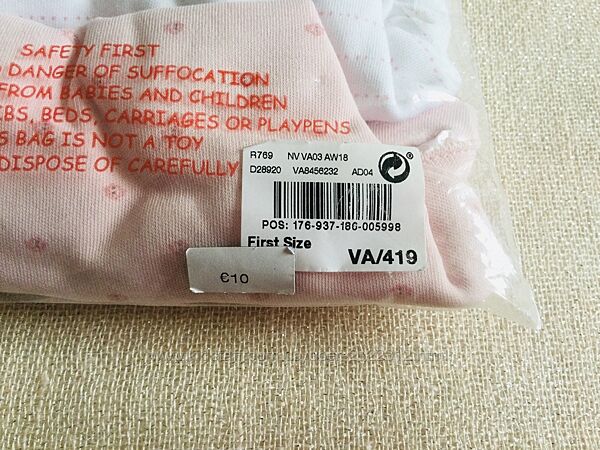 SAFETY FIRST
DANGER OF SUFFOCATION
FROM BABIES AND CHILDREN
BEDS, CARRIAGES OR PLAYPENS
BAG IS NOT A TOY
DISPOSE OF CAREFULLY
R769 NV VA03 AW18
D28920 VA8456232 AD04
POS: 176-937-186-005998
First Size
VA/419
€10